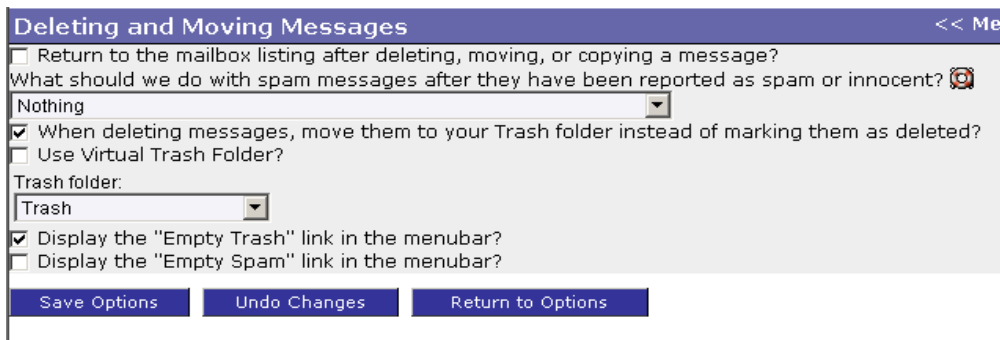 Deleting and Moving Messages << Me
Return to the mailbox listing after deleting, moving, or copying a message?
What should we do with spam messages after they have been reported as spam or innocent?
Nothing
When deleting messages, move them to your Trash folder instead of marking them as deleted?
Use Virtual Trash Folder?
Trash folder:
Trash
Display the "Empty Trash" link in the menubar?
Display the "Empty Spam" link in the menubar?
Save Options Undo Changes Return to Options